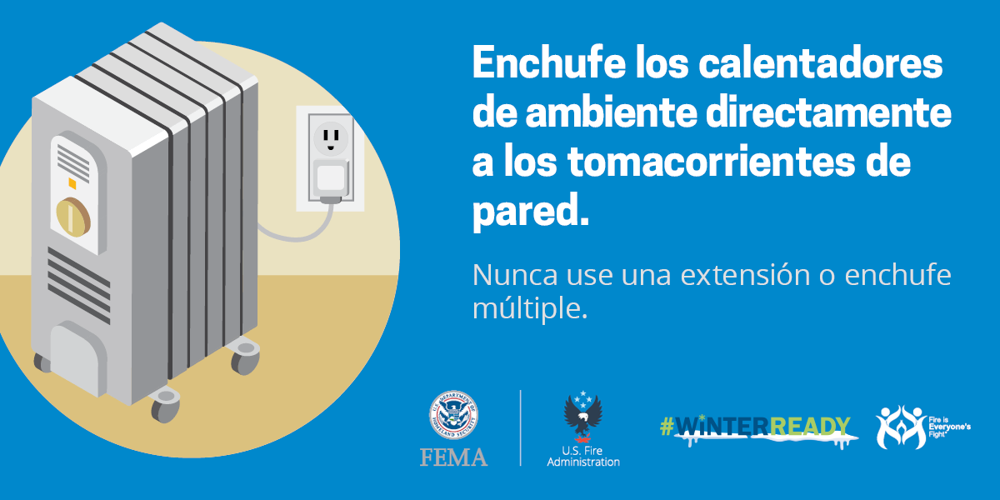 Enchufe los calentadores
de ambiente directamente
a los tomacorrientes de
pared.
Nunca use una extensión o enchufe
múltiple.
U.S. DEPARTMENT OF
HOMELAND SECURITY
FEMA
U.S. Fire
Administration
#WiNTERREADY
Fire is
Everyone's
Fight